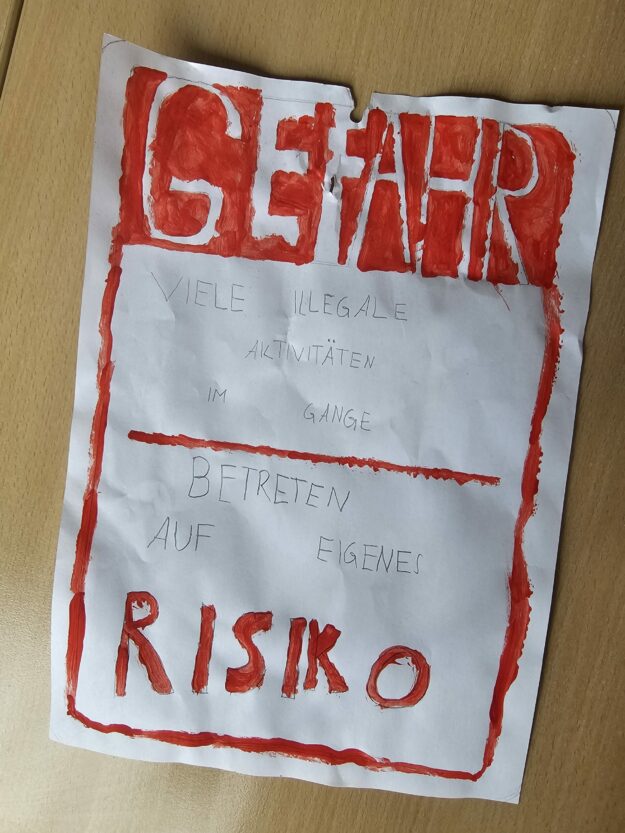 GEFAHR
VIELE ILLEGALE
AKTIVITÄTEN
IM GANGE
BETRETEN
AUF EIGENES
RISIKO